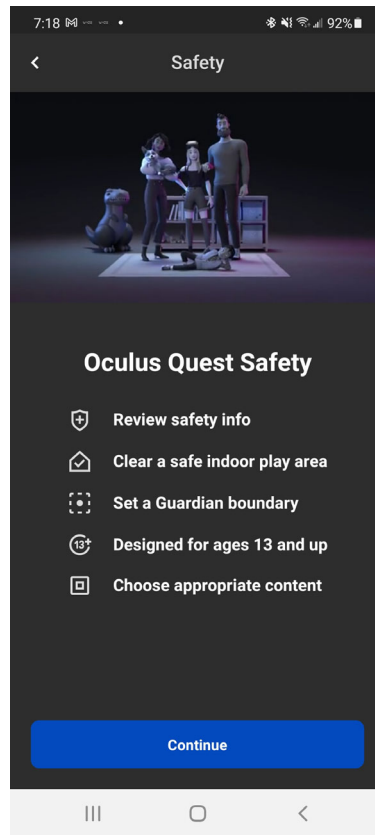 7:18
92%
Safety
Oculus Quest Safety
Review safety info
Clear a safe indoor play area
Set a Guardian boundary
13+
Designed for ages 13 and up
Choose appropriate content
Continue